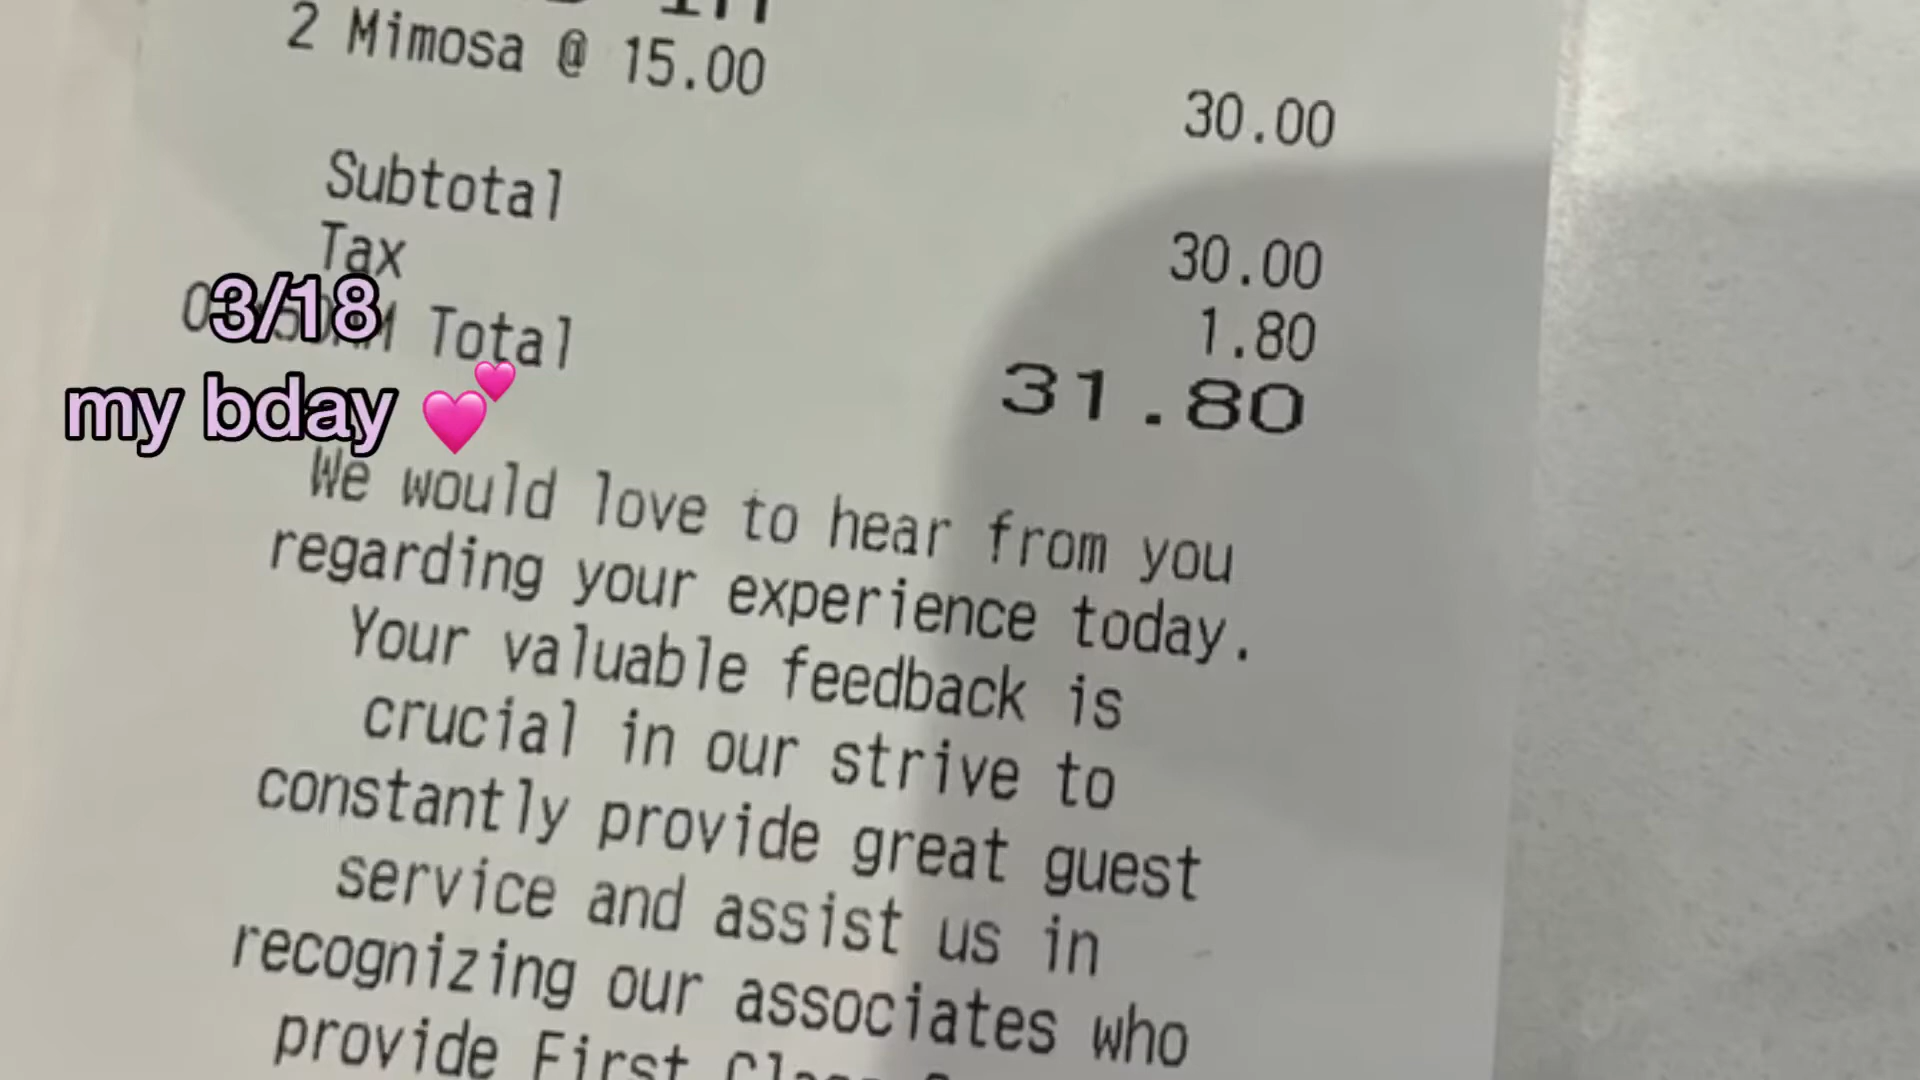 2 Mimosa @ 15.00
30.00
Subtotal
30.00
Tax
1.80
Total
31.80
3/18
my bday 💕
We would love to hear from you
regarding your experience today.
Your valuable feedback is
crucial in our strive to
constantly provide great guest
service and assist us in
recognizing our associates who
provide First